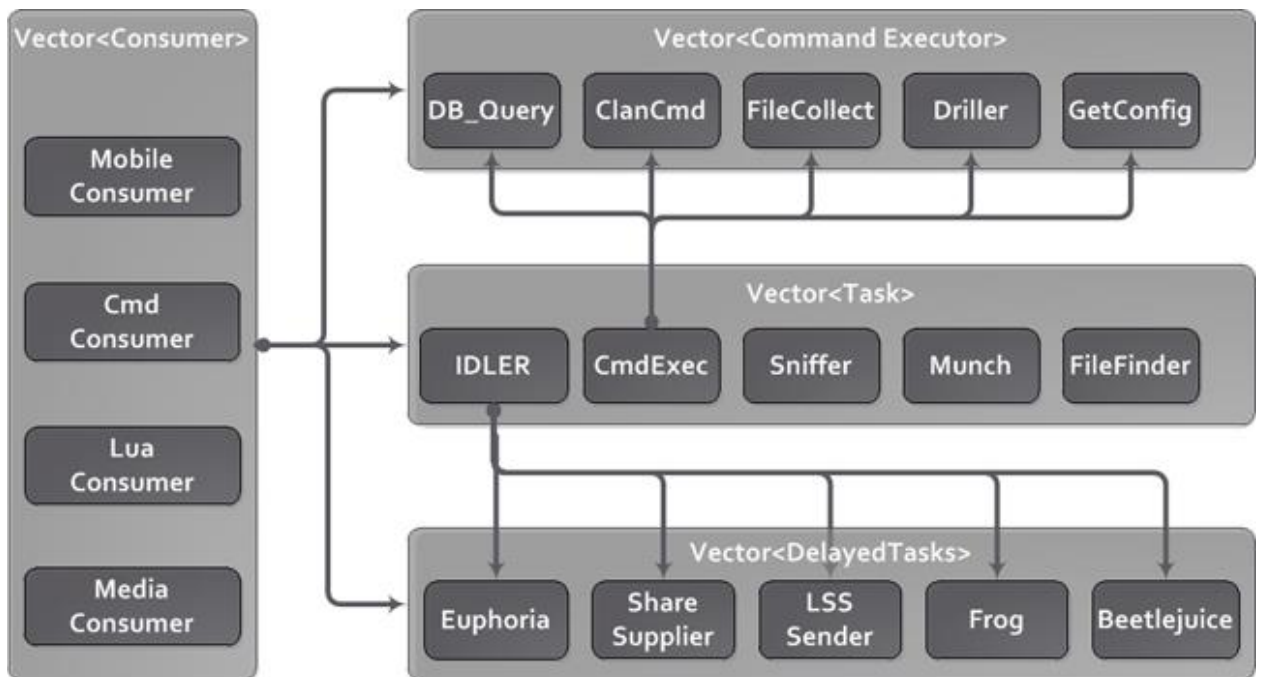 Vector<Consumer>
Mobile
Consumer
Cmd
Consumer
Lua
Consumer
Media
Consumer
Vector<Command Executor>
DB_Query
ClanCmd
FileCollect
Driller
GetConfig
Vector<Task>
IDLER
CmdExec
Sniffer
Munch
FileFinder
Vector<DelayedTasks>
Euphoria
Share
Supplier
LSS
Sender
Frog
Beetlejuice